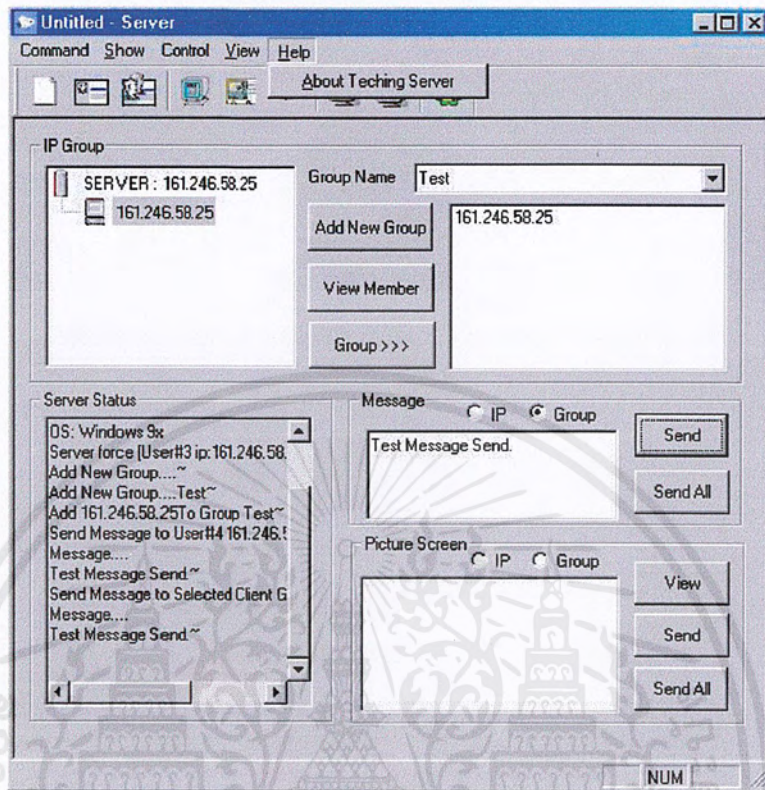 Untitled - Server
Command Show Control View Help
About Teching Server
IP Group
SERVER : 161.246.58.25
161.246.58.25
Group Name
Test
Add New Group
View Member
Group >>>
161.246.58.25
Server Status
OS: Windows 9x
Server force [User#3 ip:161.246.58.
Add New Group....~
Add New Group....Test~
Add 161.246.58.25To Group Test~
Send Message to User#4 161.246.5
Message....
Test Message Send.~
Send Message to Selected Client G
Message....
Test Message Send.~
Message
IP Group
Test Message Send.
Send
Send All
Picture Screen
IP Group
View
Send
Send All
NUM